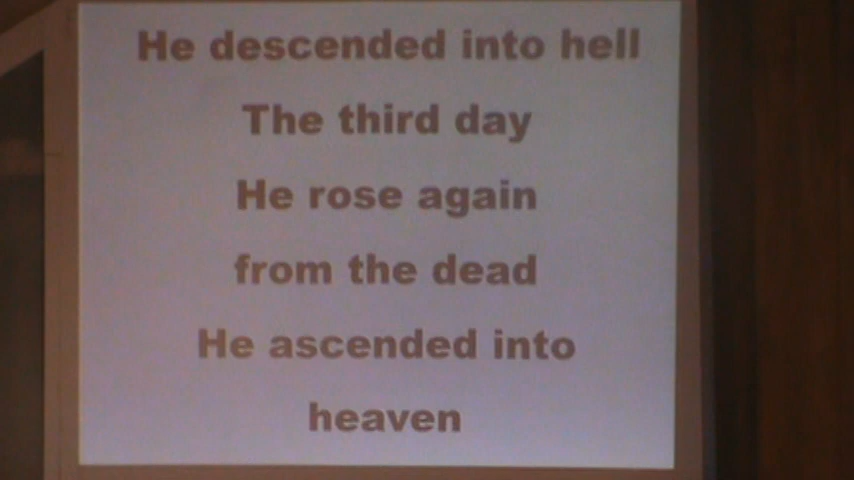 He descended into hell
The third day
He rose again
from the dead
He ascended into
heaven